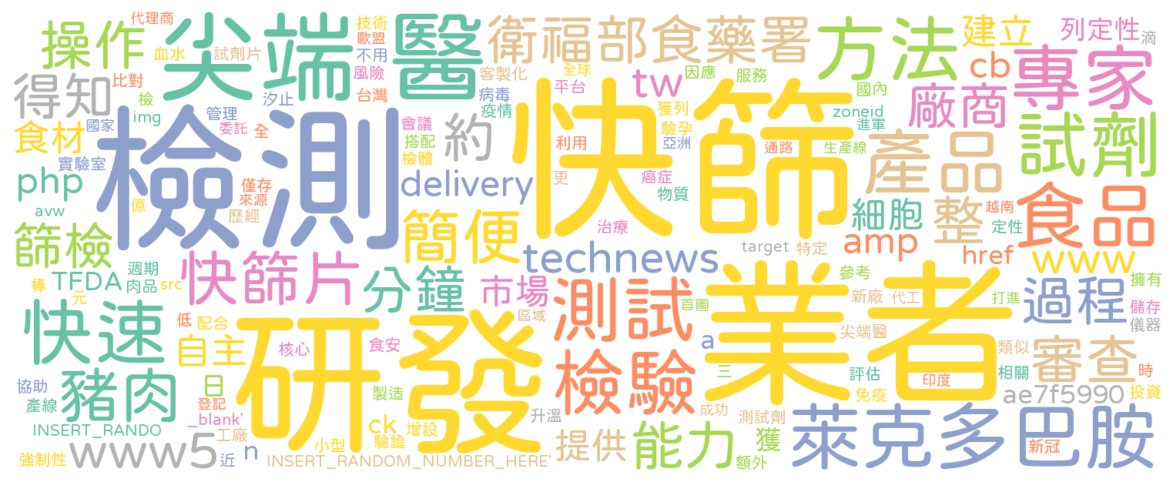 代理商 技術 歐盟 衛福部食藥署 方法 建立 列定性 滴
操作 尖端醫 血水 試劑片 不用 客製化 全球 因應 服務 國內 cb 專家
得知 比對 汐止 風險 台灣 病毒 疫情 tw 平台 獲列 驗孕 亞洲 zoneid 進軍 廠商
食材 檢 img 國家 管理 委託 全 會議 搭配 檢體 約 快篩 利用 通路 生產線 產品 試劑
php 實驗室 檢測 僅存 來源 delivery 更 癌症 物質 細胞 整 越南 定性 食品
avw 億 歷經 簡便 治療 amp
篩檢 technews target 特定 href www
TFDA 週期 肉品 src 快篩片 分鐘 市場 參考 擁有
棒 元 低 配合 區域 測試 首圖 業者 新廠 代工 打進 過程 儲存 儀器
快速 自主 研發 核心 食安 a 尖端醫 類似 審查
協助 豬肉 日 檢驗 三 評估 印度 相關 時
產線 登記 製造 免疫 ae7f5990 投資
INSERT_RANDO _blank' 工廠 ck 增設 升溫 成功 測試劑
www5 近 n 小型 驗證 提供 能力 獲 萊克多巴胺 新冠
強制性 INSERT_RANDOM_NUMBER_HERE' 額外